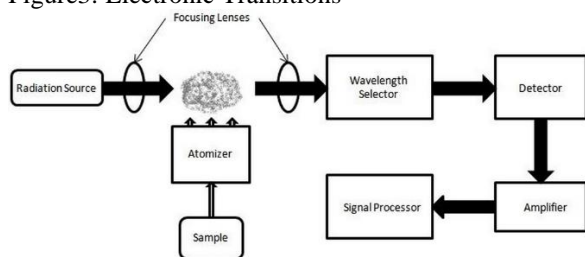 Figure3: Electronic Transitions
Focusing Lenses
Radiation Source
Wavelength
Selector
Detector
Atomizer
Signal Processor
Amplifier
Sample